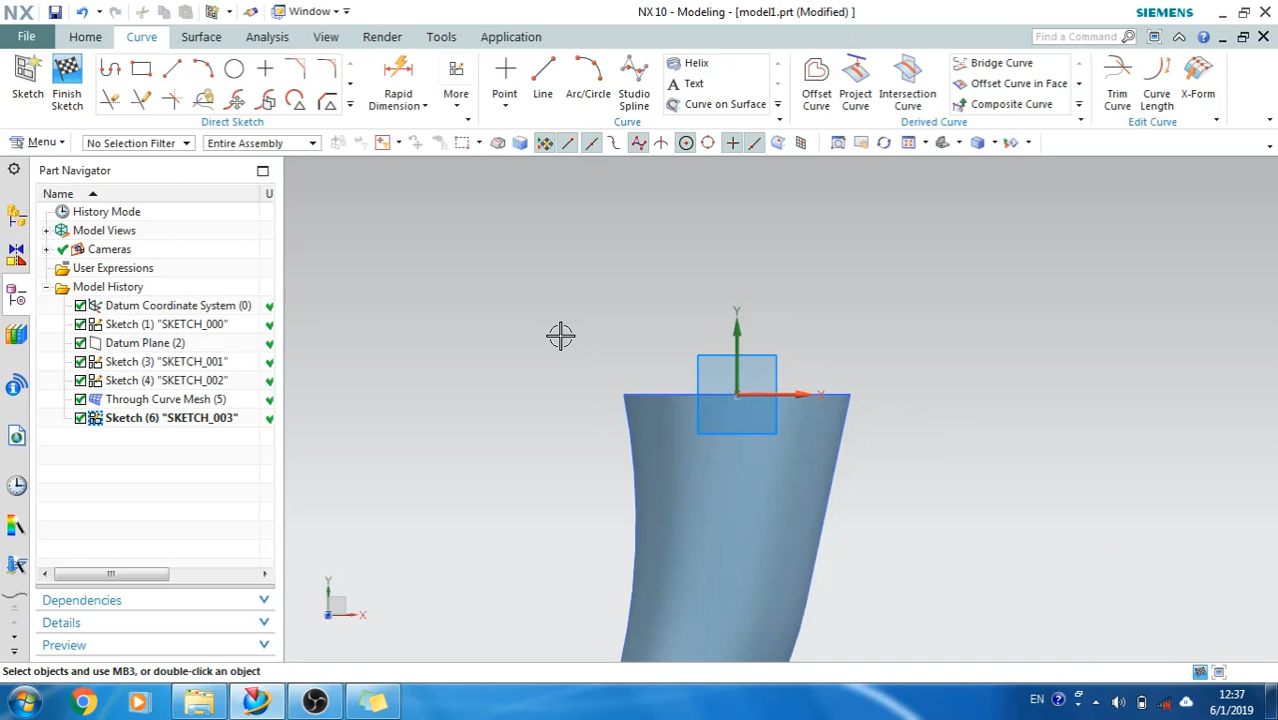 NX
Window
NX 10 - Modeling - [model1.prt (Modified) ]
SIEMENS
File
Home
Curve
Surface
Analysis
View
Render
Tools
Application
Find a Command
Sketch
Finish
Sketch
Rapid
Dimension
More
Direct Sketch
Point
Line
Arc/Circle
Studio
Spline
Helix
Text
Curve on Surface
Curve
Offset
Curve
Project
Curve
Intersection
Curve
Bridge Curve
Offset Curve in Face
Composite Curve
Derived Curve
Trim
Curve
Curve
Length
X-Form
Edit Curve
Menu
No Selection Filter
Entire Assembly
Part Navigator
Name
U
History Mode
Model Views
Cameras
User Expressions
Model History
Datum Coordinate System (0)
Sketch (1) "SKETCH_000"
Datum Plane (2)
Sketch (3) "SKETCH_001"
Sketch (4) "SKETCH_002"
Through Curve Mesh (5)
Sketch (6) "SKETCH_003"
Dependencies
Details
Preview
Y
X
Y
X
Select objects and use MB3, or double-click an object
EN
12:37
6/1/2019